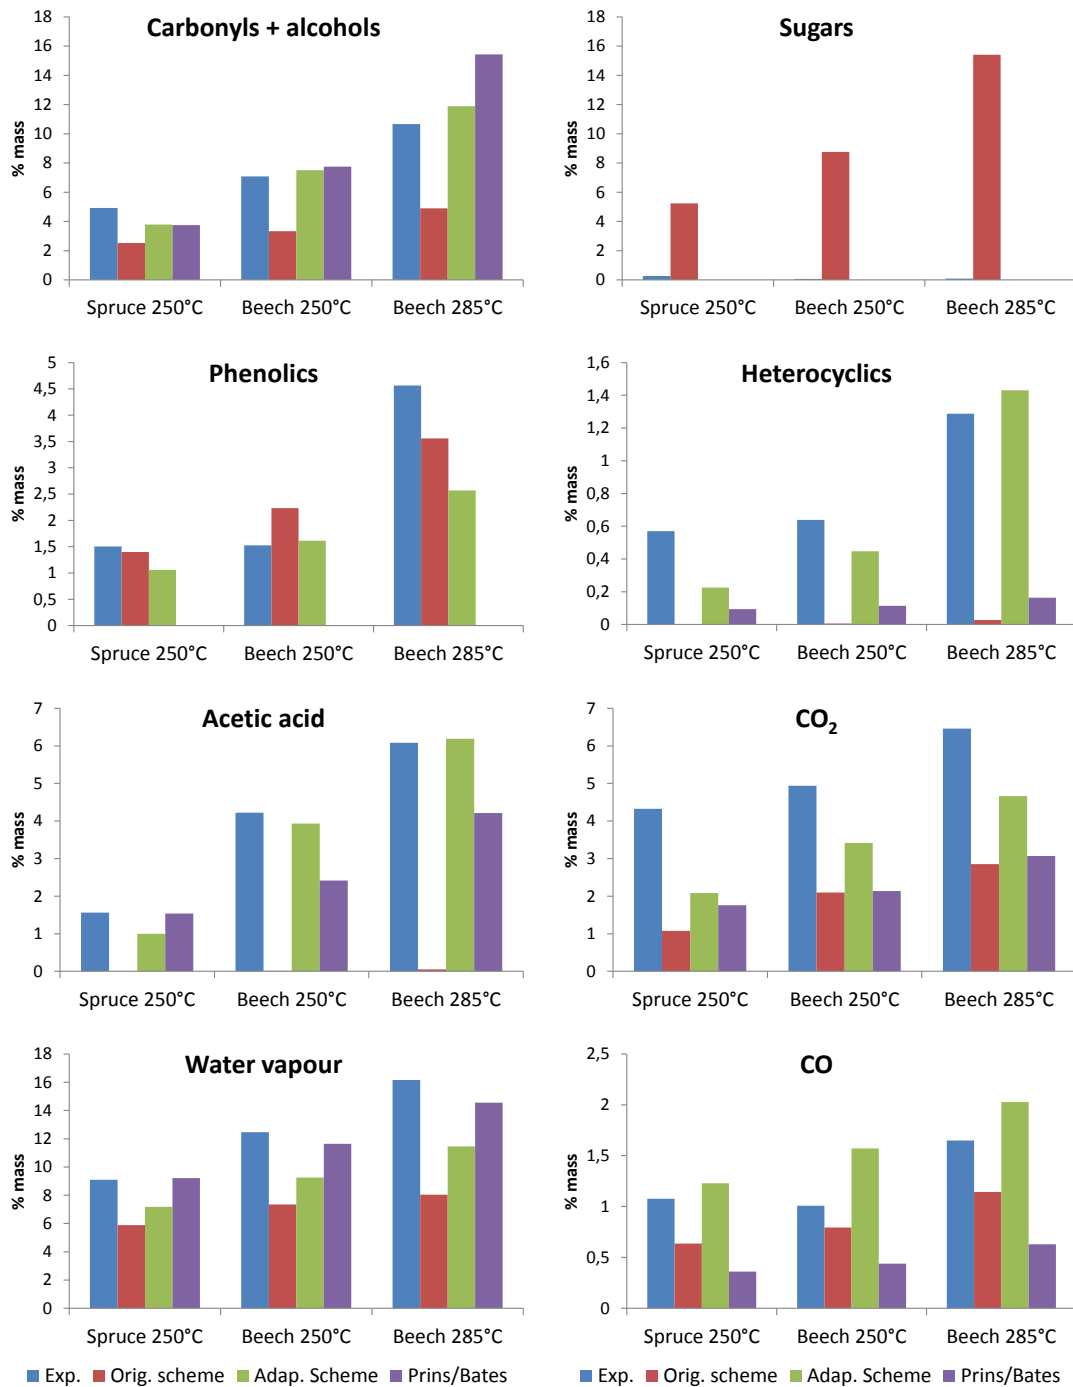 Carbonyls + alcohols
% mass
18
16
14
12
10
8
6
4
2
0
Spruce 250°C Beech 250°C Beech 285°C
Sugars
% mass
18
16
14
12
10
8
6
4
2
0
Spruce 250°C Beech 250°C Beech 285°C
Phenolics
% mass
5
4,5
4
3,5
3
2,5
2
1,5
1
0,5
0
Spruce 250°C Beech 250°C Beech 285°C
Heterocyclics
% mass
1,6
1,4
1,2
1
0,8
0,6
0,4
0,2
0
Spruce 250°C Beech 250°C Beech 285°C
Acetic acid
% mass
7
6
5
4
3
2
1
0
Spruce 250°C Beech 250°C Beech 285°C
CO₂
% mass
7
6
5
4
3
2
1
0
Spruce 250°C Beech 250°C Beech 285°C
Water vapour
% mass
18
16
14
12
10
8
6
4
2
0
Spruce 250°C Beech 250°C Beech 285°C
CO
% mass
2,5
2
1,5
1
0,5
0
Spruce 250°C Beech 250°C Beech 285°C
Exp. Orig. scheme Adap. Scheme Prins/Bates
Exp. Orig. scheme Adap. Scheme Prins/Bates